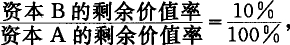 资本 B 的剩余价值率
资本 A 的剩余价值率
= 10% / 100%,